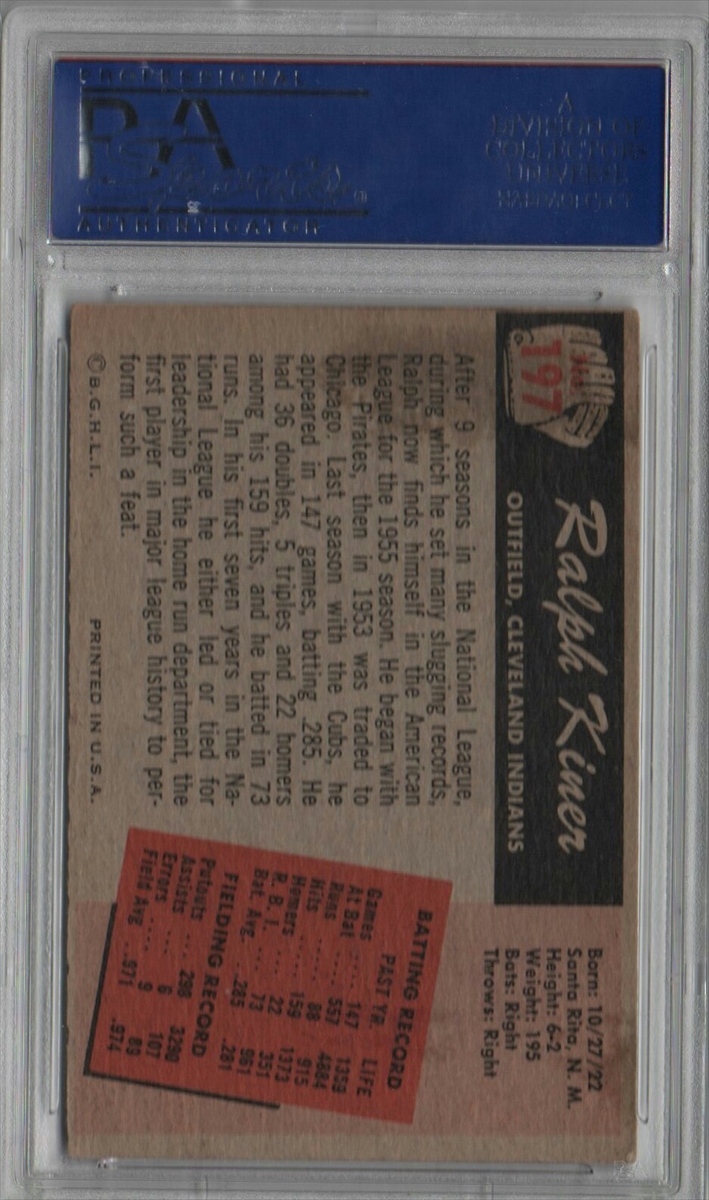 PROFESSIONAL
PSA
AUTHENTICATOR
A
DIVISION OF
COLLECTORS
UNIVERSE
NASDAQ: CLCT
197
Ralph Kiner
OUTFIELD, CLEVELAND INDIANS
Born: 10/27/22
Santa Rita, N. M.
Height: 6-2
Weight: 195
Bats: Right
Throws: Right
After 9 seasons in the National League,
during which he set many slugging records,
Ralph now finds himself in the American
League for the 1955 season. He began with
the Pirates, then in 1953 was traded to
Chicago. Last season with the Cubs, he
appeared in 147 games, batting .285. He
had 36 doubles, 5 triples and 22 homers
among his 159 hits, and he batted in 73
runs. In his first seven years in the Na-
tional League he either led or tied for
leadership in the home run department, the
first player in major league history to per-
form such a feat.
©B.G.H.L.I. PRINTED IN U.S.A.
BATTING RECORD
PAST YR. LIFE
Games .... 147 1359
At Bat .... 557 4884
Runs ..... 88 915
Hits ..... 159 1373
Homers .... 22 351
R. B. I. .... 73 961
Bat. Avg. .. .285 .281
FIELDING RECORD
Putouts ... 298 3290
Assists ... 6 107
Errors .... 9 89
Field Avg. .. .971 .974